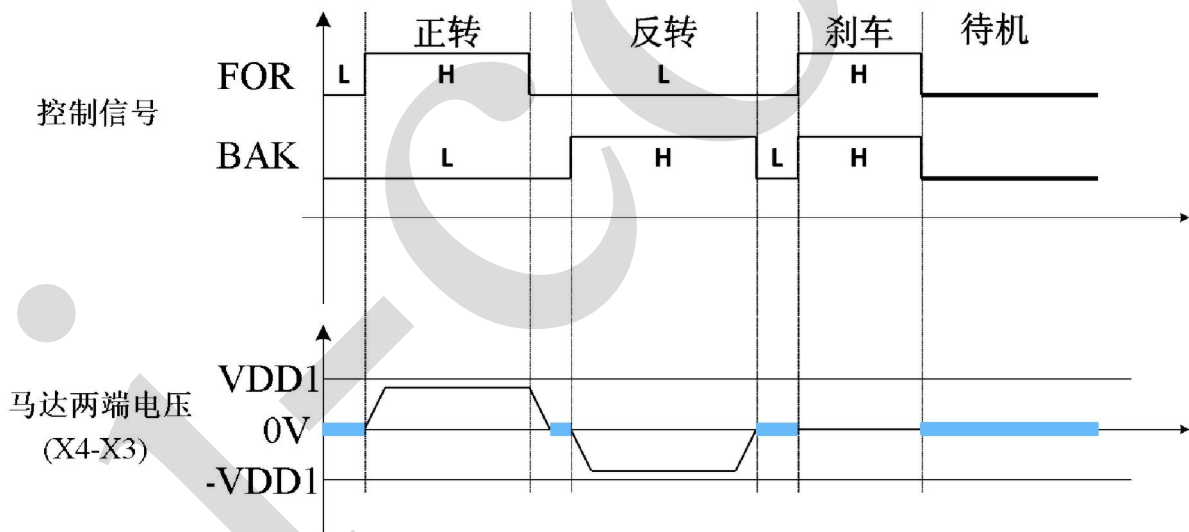 正转 反转 刹车 待机
FOR L H L H
控制信号
BAK L H L H
VDD1
马达两端电压
0V
(X4-X3)
-VDD1